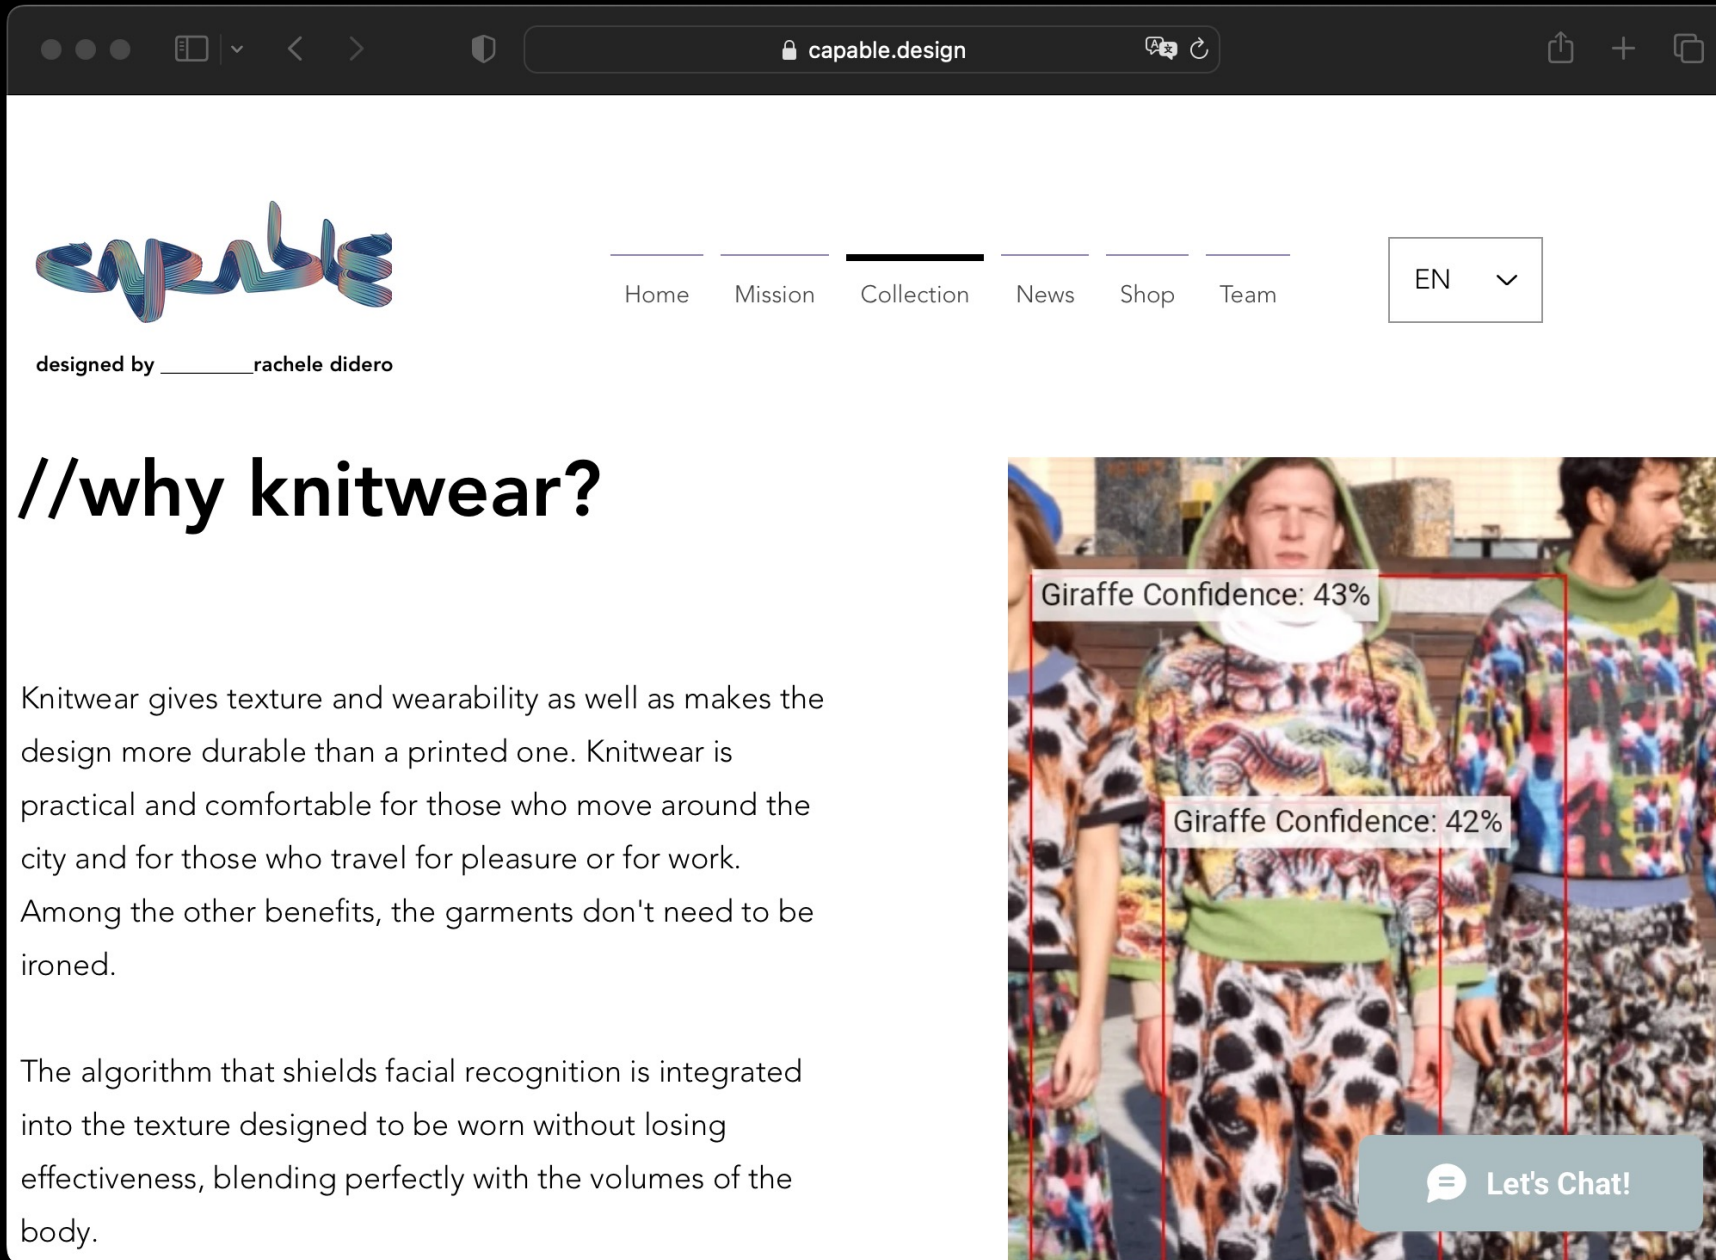 capable.design
capable
designed by ________rachele didero
Home
Mission
Collection
News
Shop
Team
EN
//why knitwear?
Knitwear gives texture and wearability as well as makes the
design more durable than a printed one. Knitwear is
practical and comfortable for those who move around the
city and for those who travel for pleasure or for work.
Among the other benefits, the garments don't need to be
ironed.
The algorithm that shields facial recognition is integrated
into the texture designed to be worn without losing
effectiveness, blending perfectly with the volumes of the
body.
Giraffe Confidence: 43%
Giraffe Confidence: 42%
Let's Chat!